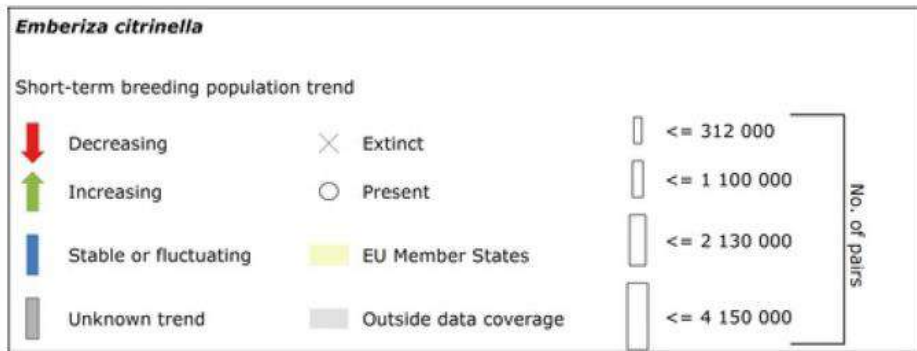 Emberiza citrinella
Short-term breeding population trend
Decreasing
Extinct
<= 312 000
Increasing
Present
<= 1 100 000
Stable or fluctuating
EU Member States
<= 2 130 000
Unknown trend
Outside data coverage
<= 4 150 000
No. of pairs